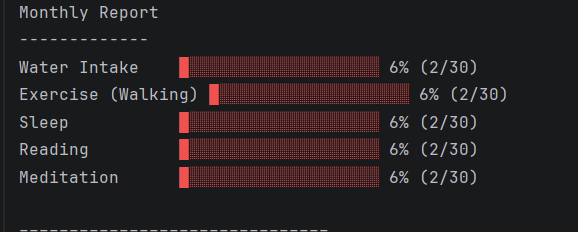 Monthly Report
-------------
Water Intake █░░░░░░░░░░░░░░░░░░░ 6% (2/30)
Exercise (Walking) █░░░░░░░░░░░░░░░░░░░ 6% (2/30)
Sleep █░░░░░░░░░░░░░░░░░░░ 6% (2/30)
Reading █░░░░░░░░░░░░░░░░░░░ 6% (2/30)
Meditation █░░░░░░░░░░░░░░░░░░░ 6% (2/30)
-------------------------------